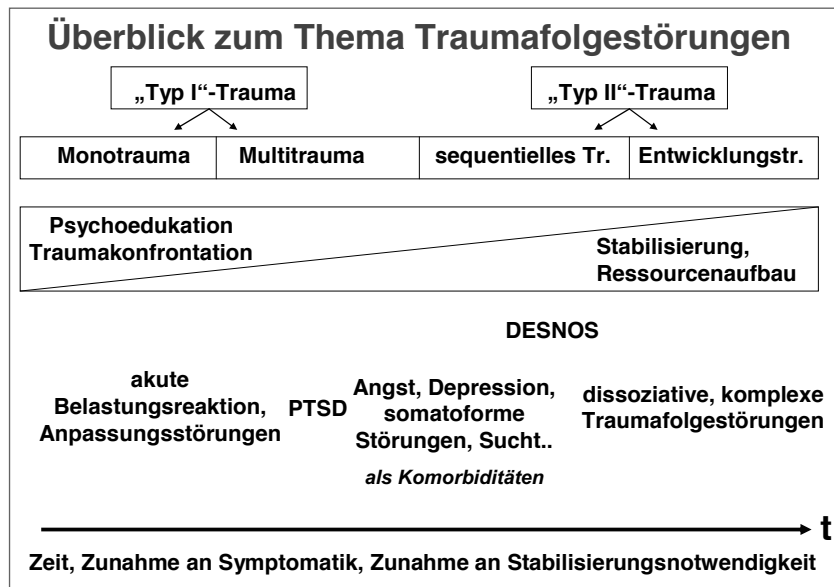 Überblick zum Thema Traumafolgestörungen
„Typ I“-Trauma
„Typ II“-Trauma
Monotrauma
Multitrauma
sequentielles Tr.
Entwicklungstr.
Psychoedukation
Traumakonfrontation
Stabilisierung,
Ressourcenaufbau
DESNOS
akute
Belastungsreaktion,
Anpassungsstörungen
PTSD
Angst, Depression,
somatoforme
Störungen, Sucht..
als Komorbiditäten
dissoziative, komplexe
Traumafolgestörungen
t
Zeit, Zunahme an Symptomatik, Zunahme an Stabilisierungsnotwendigkeit